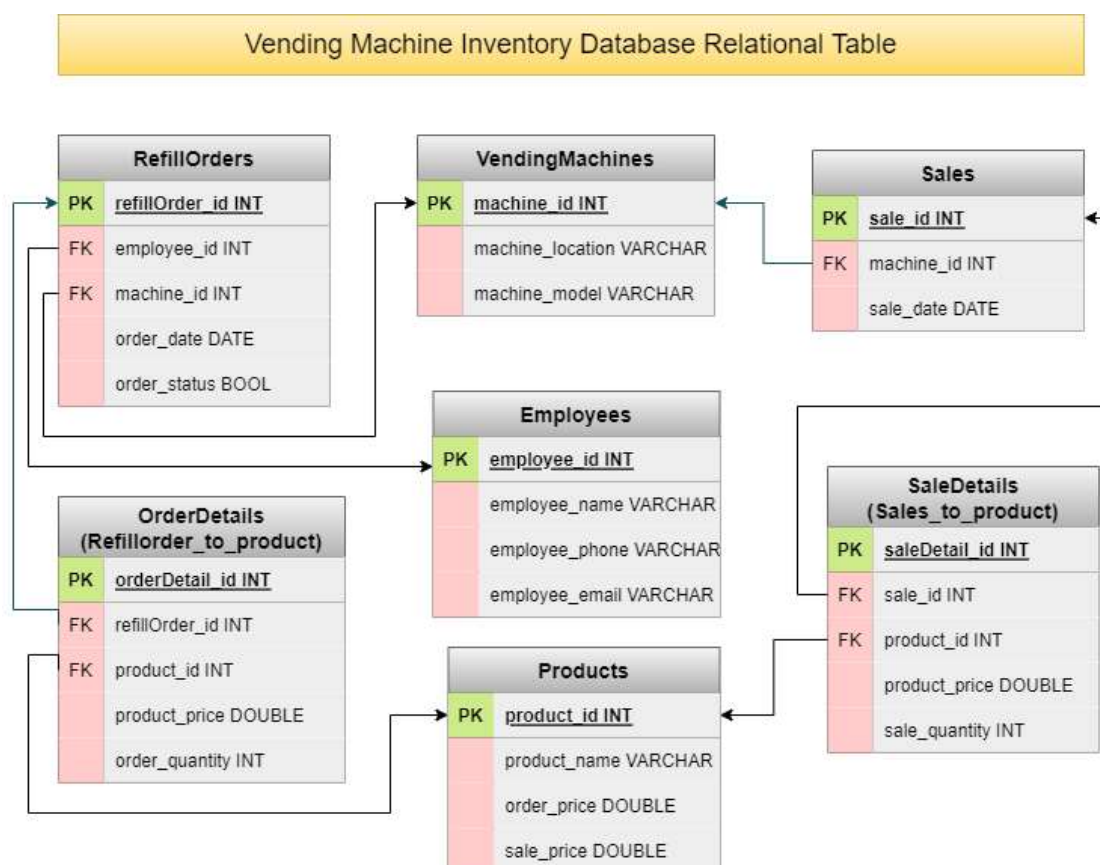 Vending Machine Inventory Database Relational Table
RefillOrders
PK refillOrder_id INT
FK employee_id INT
FK machine_id INT
order_date DATE
order_status BOOL
VendingMachines
PK machine_id INT
machine_location VARCHAR
machine_model VARCHAR
Sales
PK sale_id INT
FK machine_id INT
sale_date DATE
Employees
PK employee_id INT
employee_name VARCHAR
employee_phone VARCHAR
employee_email VARCHAR
OrderDetails
(Refillorder_to_product)
PK orderDetail_id INT
FK refillOrder_id INT
FK product_id INT
product_price DOUBLE
order_quantity INT
SaleDetails
(Sales_to_product)
PK saleDetail_id INT
FK sale_id INT
FK product_id INT
product_price DOUBLE
sale_quantity INT
Products
PK product_id INT
product_name VARCHAR
order_price DOUBLE
sale_price DOUBLE